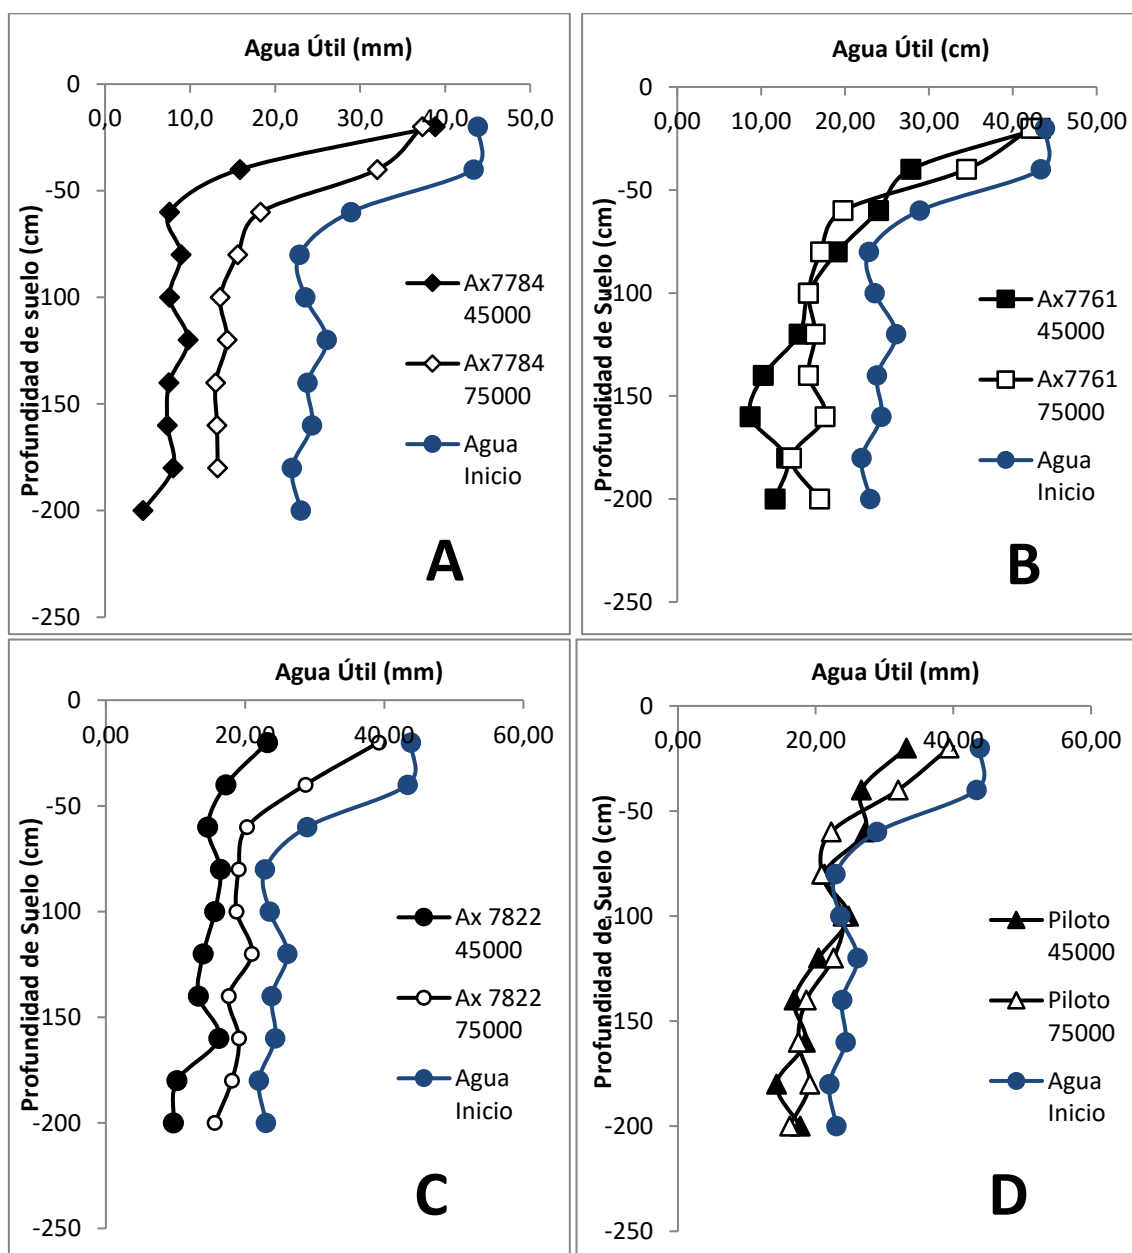 Agua Útil (mm)
0
0,0 10,0 20,0 30,0 40,0 50,0
-50
-100
-150
-200
-250
Profundidad de suelo (cm)
Ax7784
45000
Ax7784
75000
Agua
Inicio
A
Agua Útil (cm)
0
0,00 10,00 20,00 30,00 40,00 50,00
-50
-100
-150
-200
-250
Profundidad de Suelo (cm)
Ax7761
45000
Ax7761
75000
Agua
Inicio
B
Agua Útil (mm)
0
0,00 20,00 40,00 60,00
-50
-100
-150
-200
-250
Profundidad de Suelo (cm)
Ax 7822
45000
Ax 7822
75000
Agua
Inicio
C
Agua Útil (mm)
0
0,00 20,00 40,00 60,00
-50
-100
-150
-200
-250
Profundidad de Suelo (cm)
Piloto
45000
Piloto
75000
Agua
Inicio
D